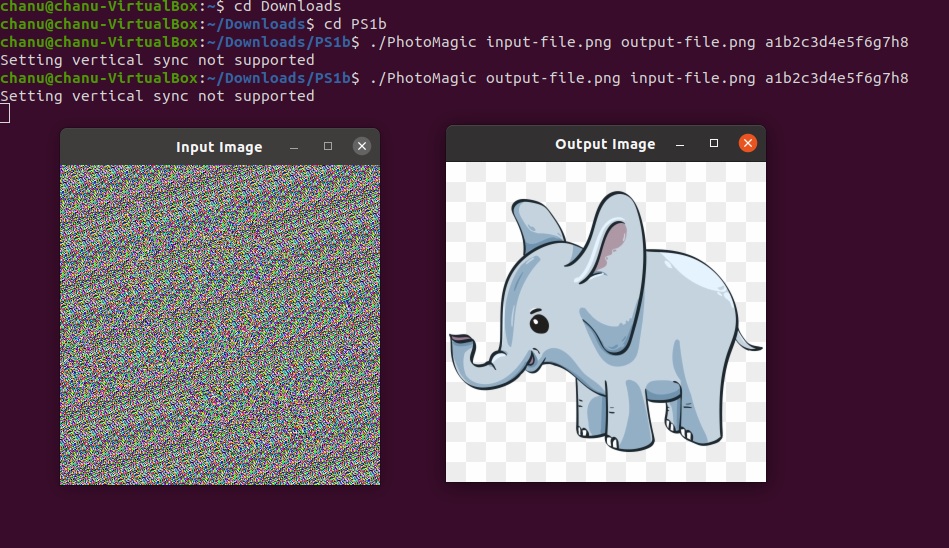 chanu@chanu-VirtualBox:~$ cd Downloads
chanu@chanu-VirtualBox:~/Downloads$ cd PS1b
chanu@chanu-VirtualBox:~/Downloads/PS1b$ ./PhotoMagic input-file.png output-file.png a1b2c3d4e5f6g7h8
Setting vertical sync not supported
chanu@chanu-VirtualBox:~/Downloads/PS1b$ ./PhotoMagic output-file.png input-file.png a1b2c3d4e5f6g7h8
Setting vertical sync not supported
Input Image
Output Image